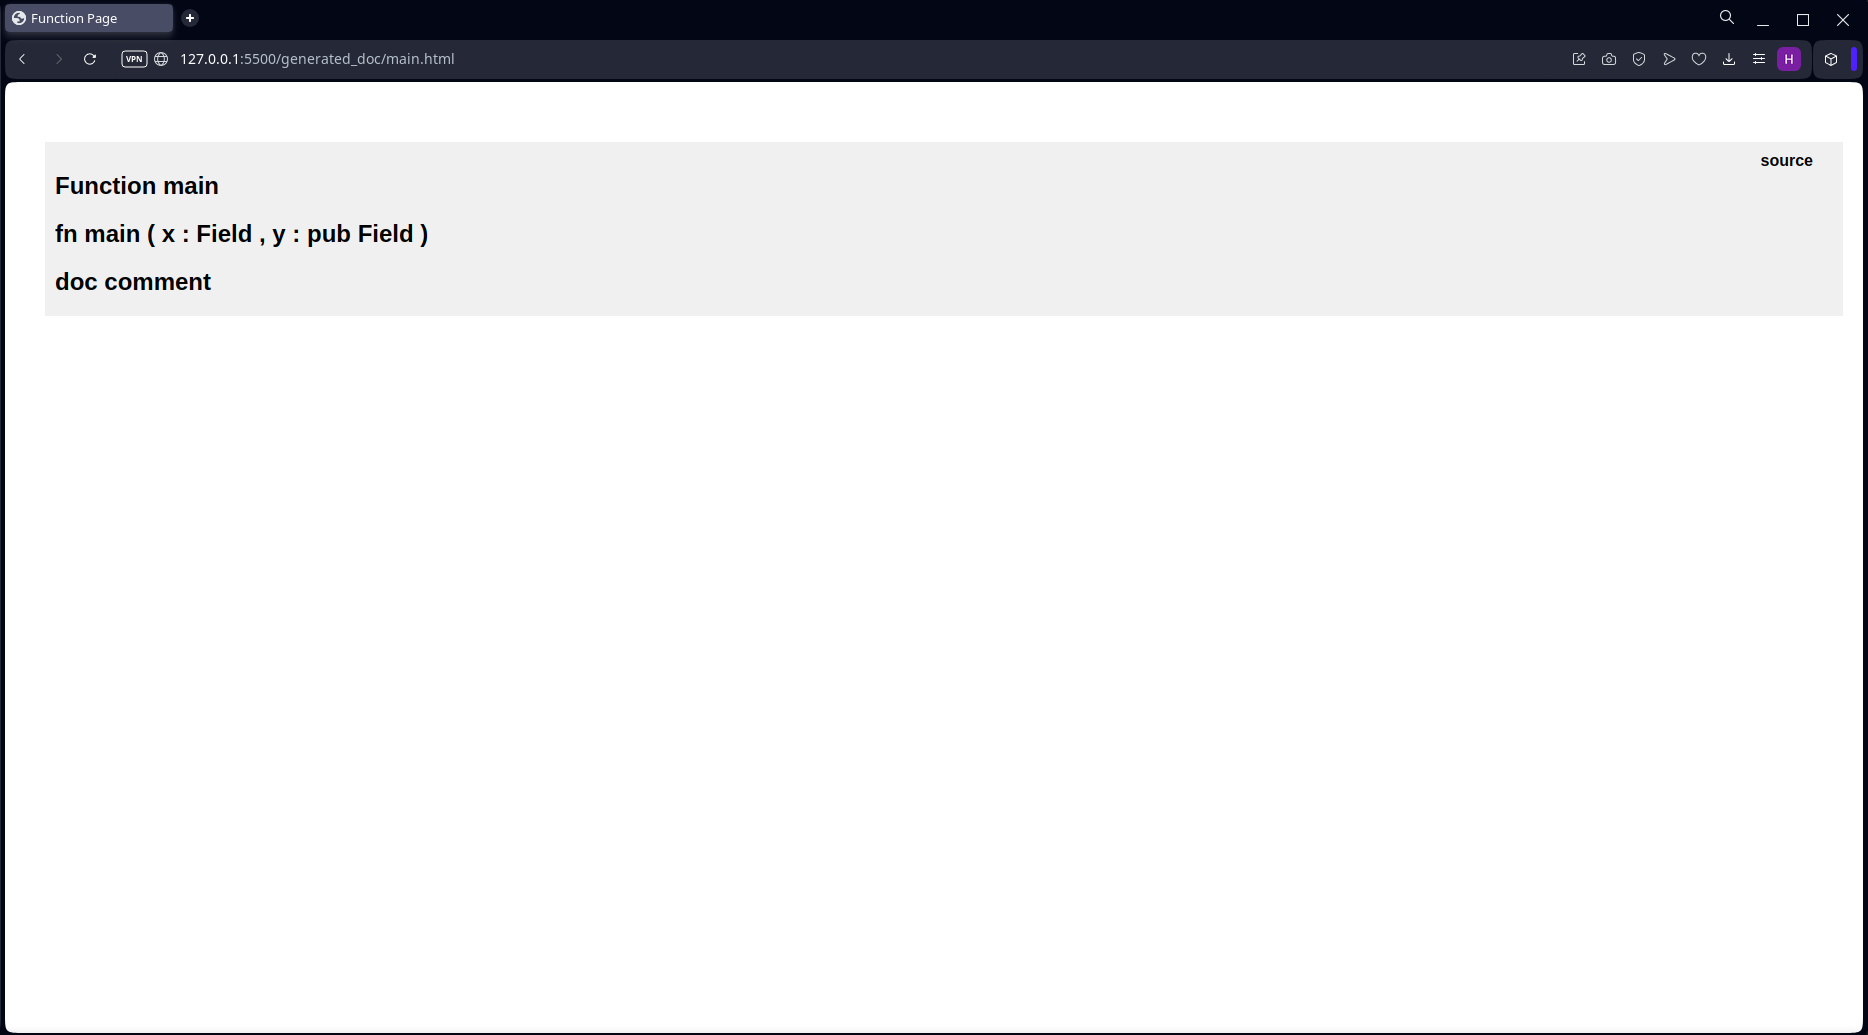 Function Page
VPN
127.0.0.1:5500/generated_doc/main.html
H
source
Function main
fn main ( x : Field , y : pub Field )
doc comment